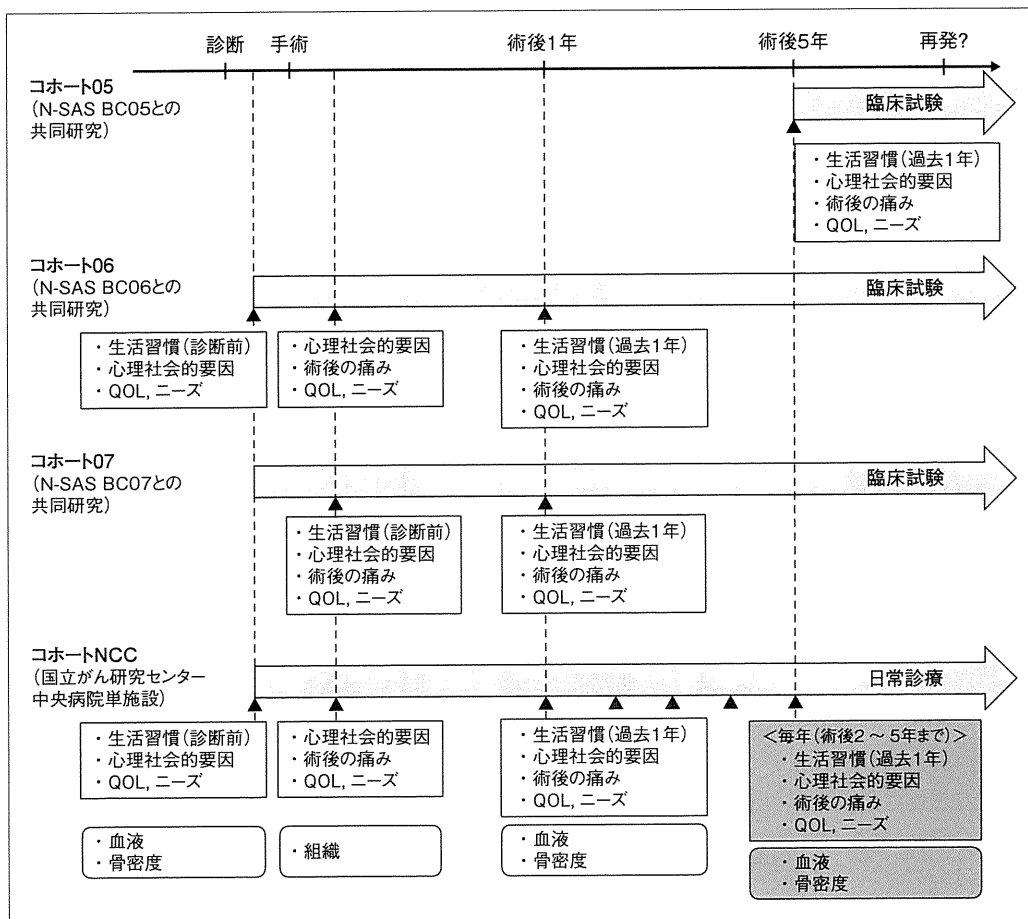 診断 手術 術後1年 術後5年 再発?
コホート05
(N-SAS BC05との
共同研究)
臨床試験
・生活習慣(過去1年)
・心理社会的要因
・術後の痛み
・QOL, ニーズ
コホート06
(N-SAS BC06との
共同研究)
臨床試験
・生活習慣(診断前)
・心理社会的要因
・QOL, ニーズ
・心理社会的要因
・術後の痛み
・QOL, ニーズ
・生活習慣(過去1年)
・心理社会的要因
・術後の痛み
・QOL, ニーズ
コホート07
(N-SAS BC07との
共同研究)
臨床試験
・生活習慣(診断前)
・心理社会的要因
・術後の痛み
・QOL, ニーズ
・生活習慣(過去1年)
・心理社会的要因
・術後の痛み
・QOL, ニーズ
コホートNCC
(国立がん研究センター
中央病院単施設)
日常診療
・生活習慣(診断前)
・心理社会的要因
・QOL, ニーズ
・心理社会的要因
・術後の痛み
・QOL, ニーズ
・生活習慣(過去1年)
・心理社会的要因
・術後の痛み
・QOL, ニーズ
<毎年(術後2～5年まで)>
・生活習慣(過去1年)
・心理社会的要因
・術後の痛み
・QOL, ニーズ
・血液
・骨密度
・組織
・血液
・骨密度
・血液
・骨密度